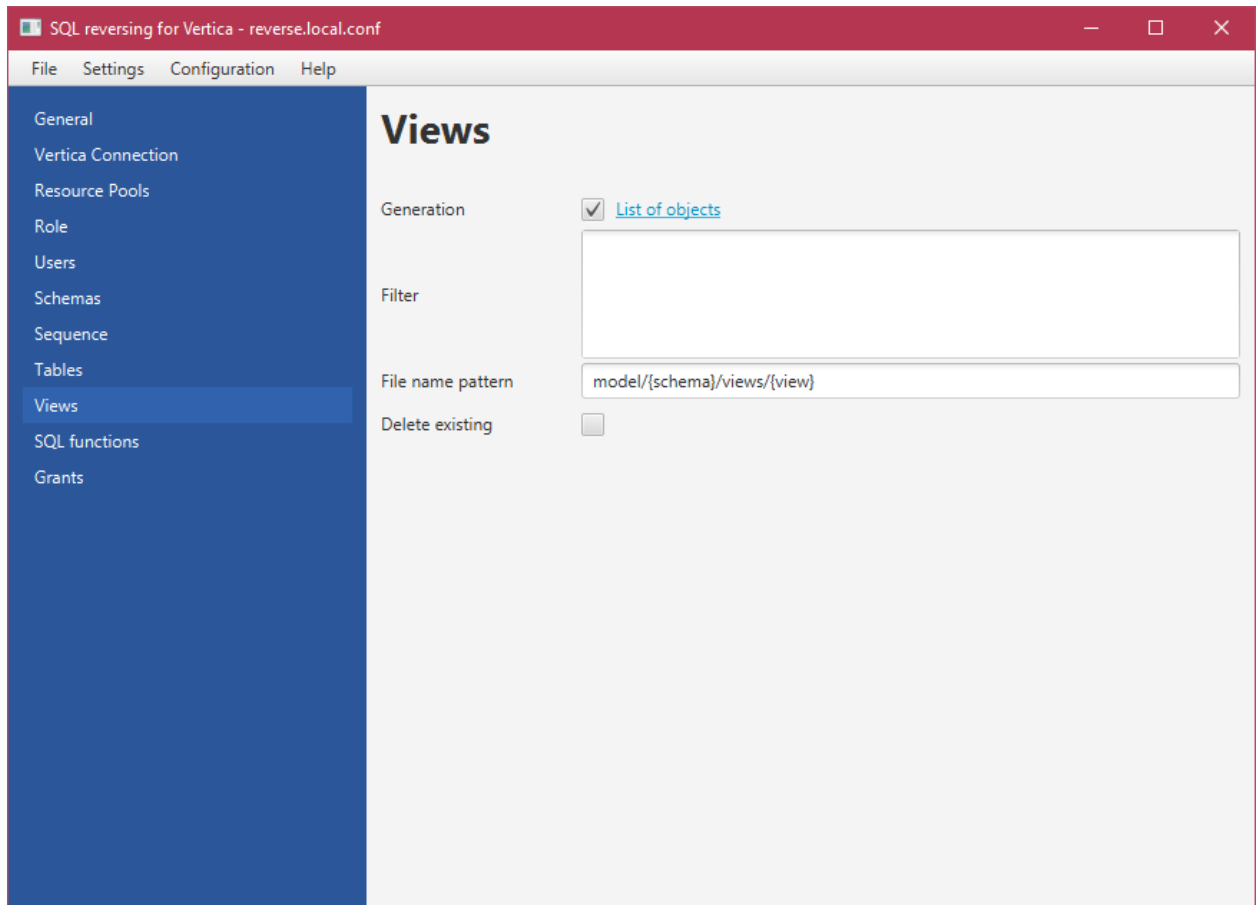 SQL reversing for Vertica - reverse.local.conf
File Settings Configuration Help
General
Vertica Connection
Resource Pools
Role
Users
Schemas
Sequence
Tables
Views
SQL functions
Grants
Views
Generation List of objects
Filter
File name pattern model/{schema}/views/{view}
Delete existing